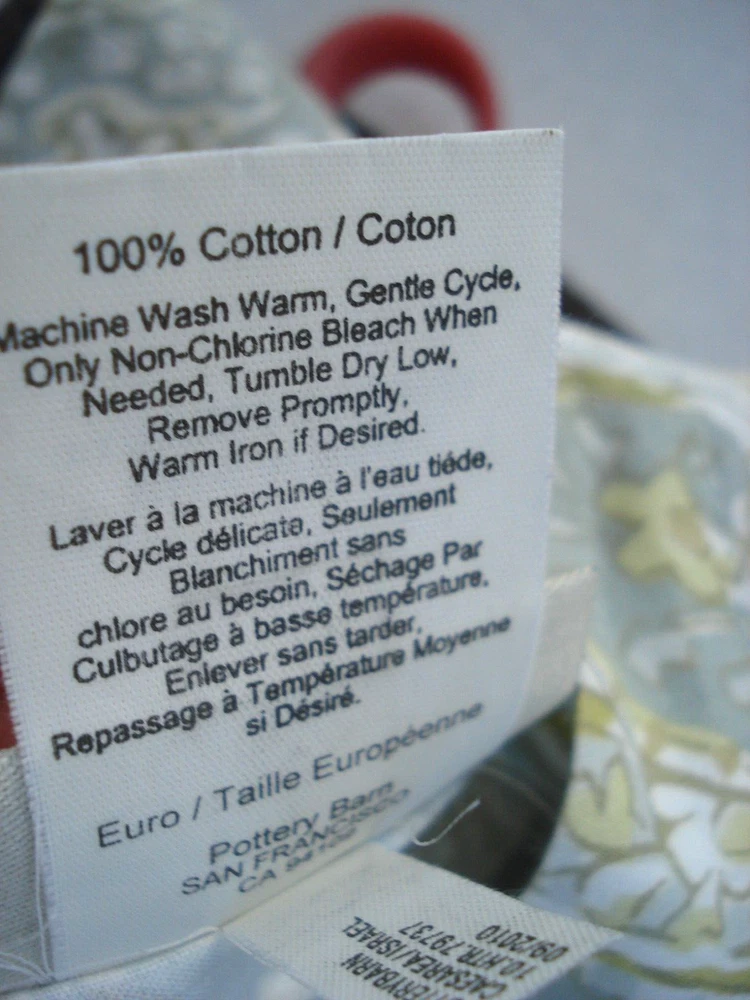 100% Cotton / Coton
Machine Wash Warm, Gentle Cycle,
Only Non-Chlorine Bleach When
Needed, Tumble Dry Low,
Remove Promptly,
Warm Iron if Desired.
Laver à la machine à l'eau tiéde,
Cycle délicate, Seulement
Blanchiment sans
chlore au besoin, Séchage Par
Culbutage à basse température,
Enlever sans tarder,
Repassage à Température Moyenne
si Désiré.
Euro / Taille Européenne
Pottery Barn
SAN FRANCISCO
CA
POTTERYBARN
CAESAREA/ISRAEL
10.RTR.79737
09/2010